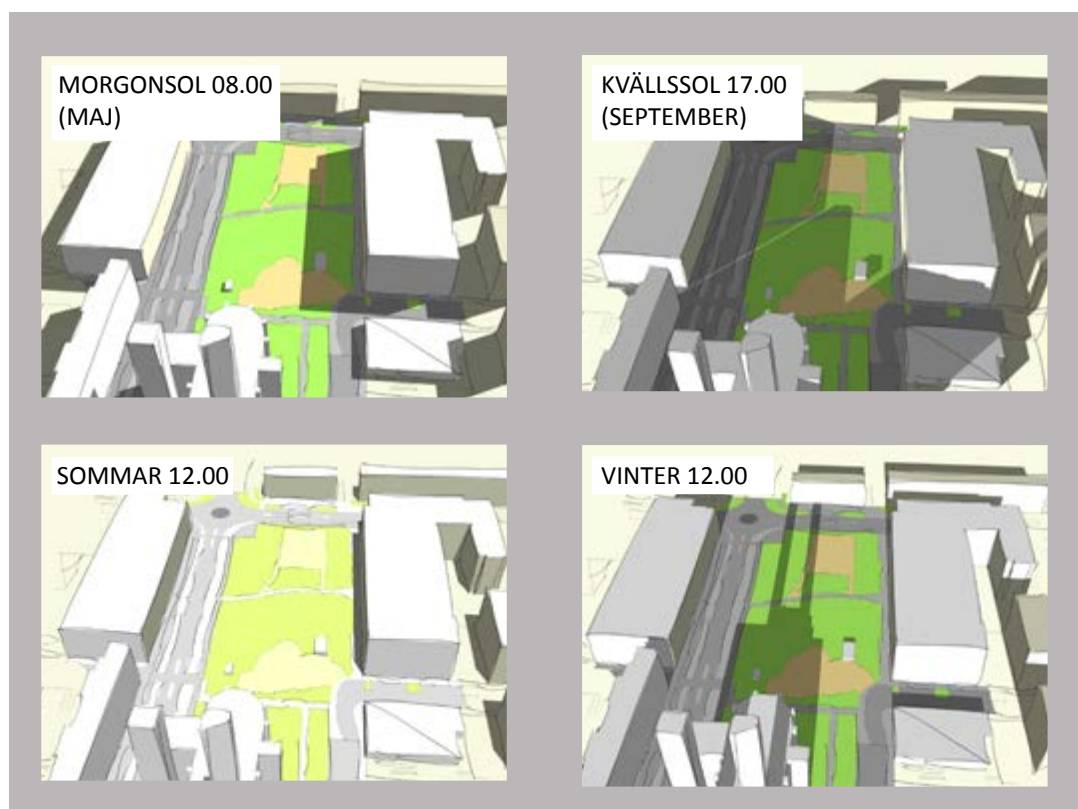 MORGONSOL 08.00
(MAJ)
KVÄLLSSOL 17.00
(SEPTEMBER)
SOMMAR 12.00
VINTER 12.00